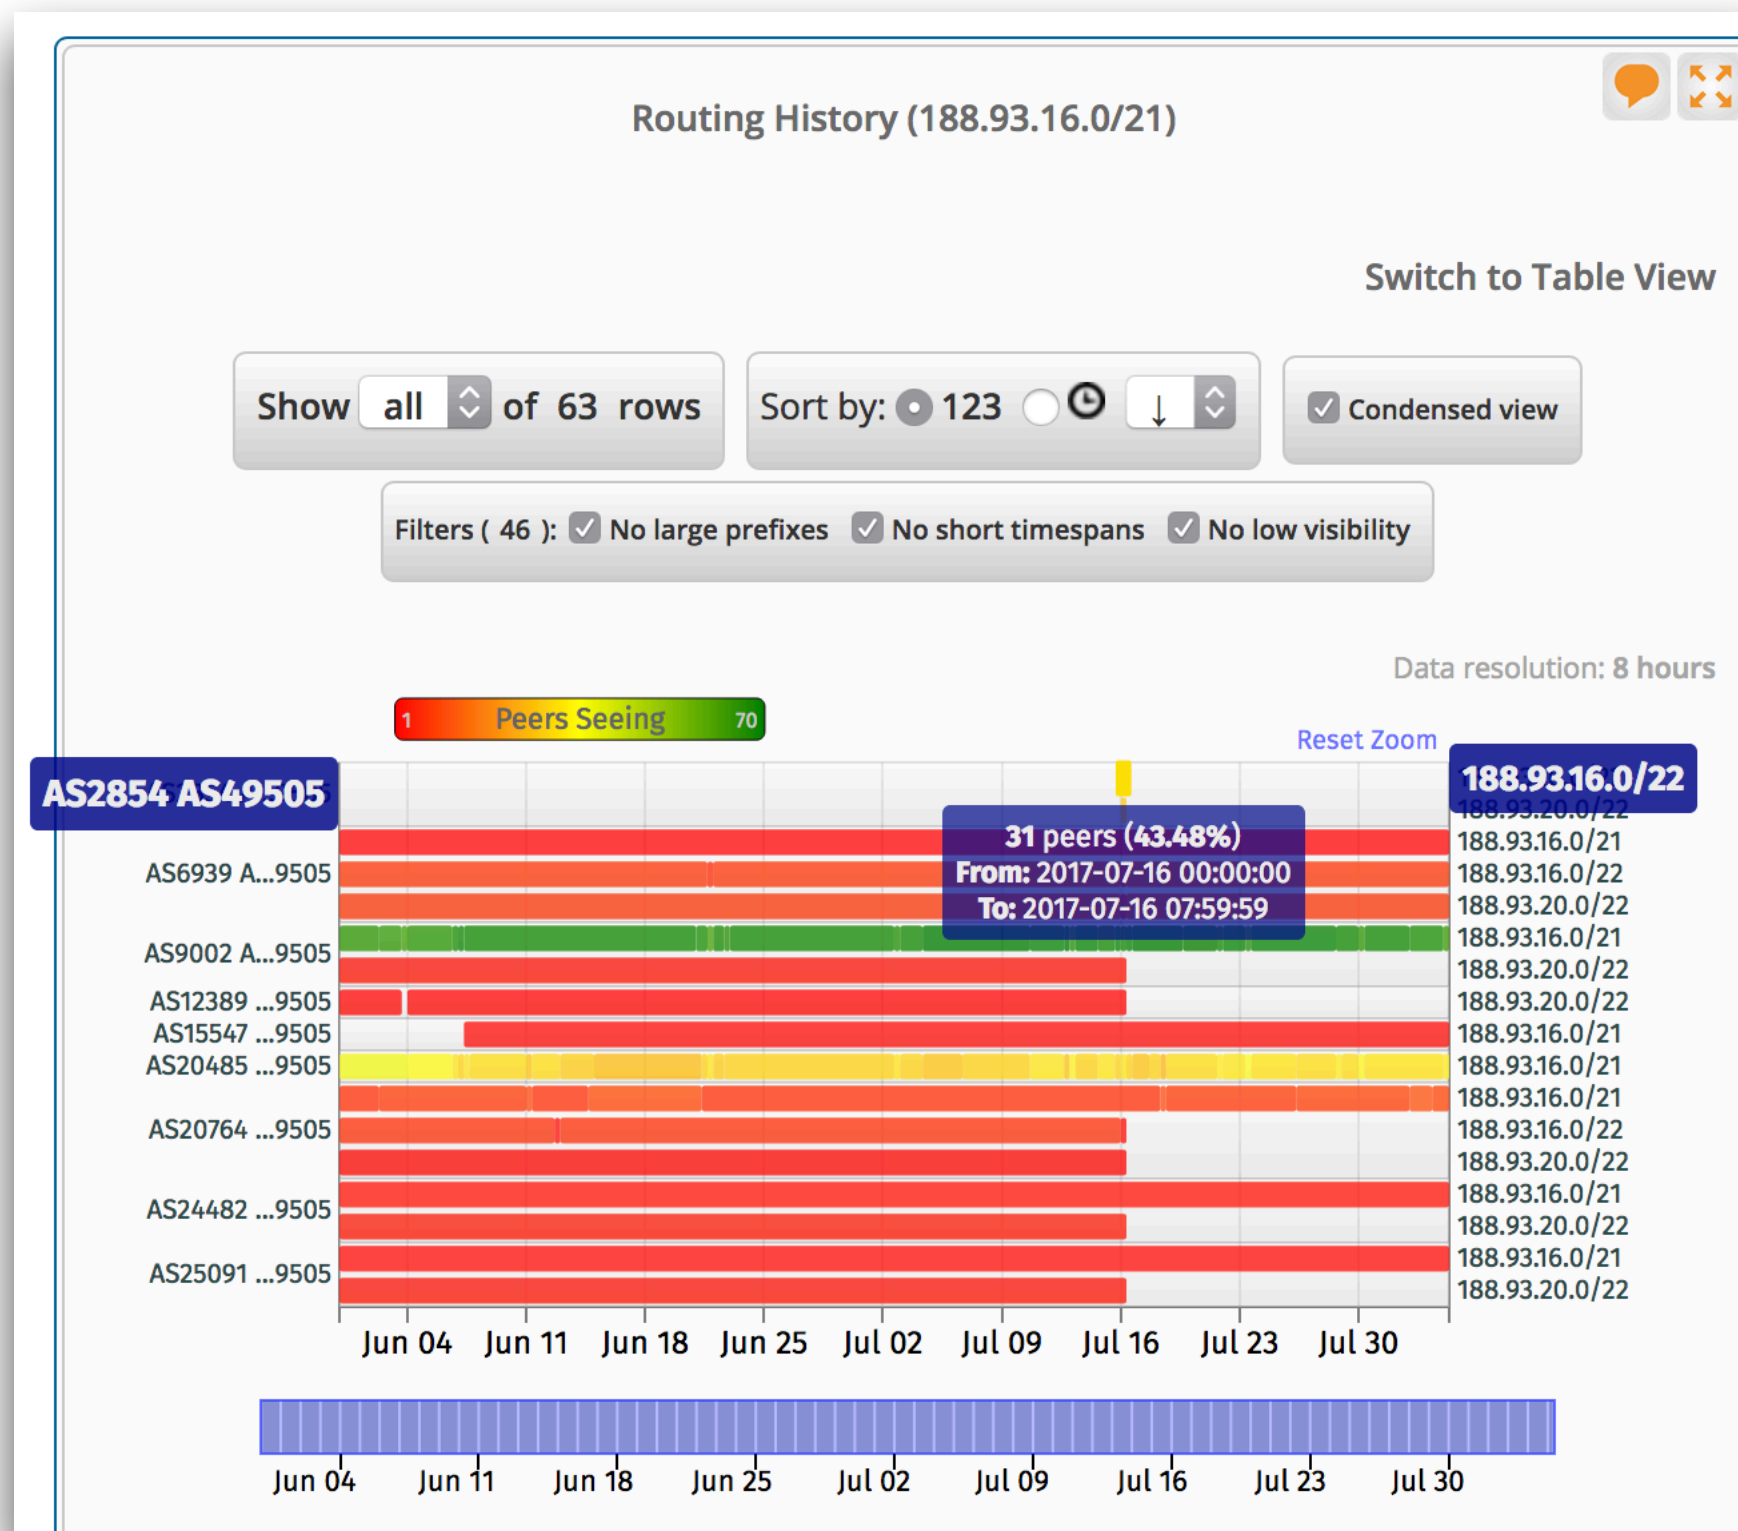 Routing History (188.93.16.0/21)
Switch to Table View
Show all of 63 rows
Sort by: 123 ↓
Condensed view
Filters ( 46 ): No large prefixes No short timespans No low visibility
Data resolution: 8 hours
1 Peers Seeing 70
Reset Zoom
AS2854 AS49505
188.93.16.0/22
188.93.20.0/22
31 peers (43.48%)
From: 2017-07-16 00:00:00
To: 2017-07-16 07:59:59
188.93.16.0/21
AS6939 A...9505 188.93.16.0/22
188.93.20.0/22
188.93.16.0/21
AS9002 A...9505
188.93.20.0/22
AS12389 ...9505 188.93.20.0/22
AS15547 ...9505 188.93.16.0/21
AS20485 ...9505 188.93.16.0/21
188.93.16.0/21
AS20764 ...9505 188.93.16.0/22
188.93.20.0/22
188.93.16.0/21
AS24482 ...9505
188.93.20.0/22
188.93.16.0/21
AS25091 ...9505
188.93.20.0/22
Jun 04 Jun 11 Jun 18 Jun 25 Jul 02 Jul 09 Jul 16 Jul 23 Jul 30
Jun 04 Jun 11 Jun 18 Jun 25 Jul 02 Jul 09 Jul 16 Jul 23 Jul 30